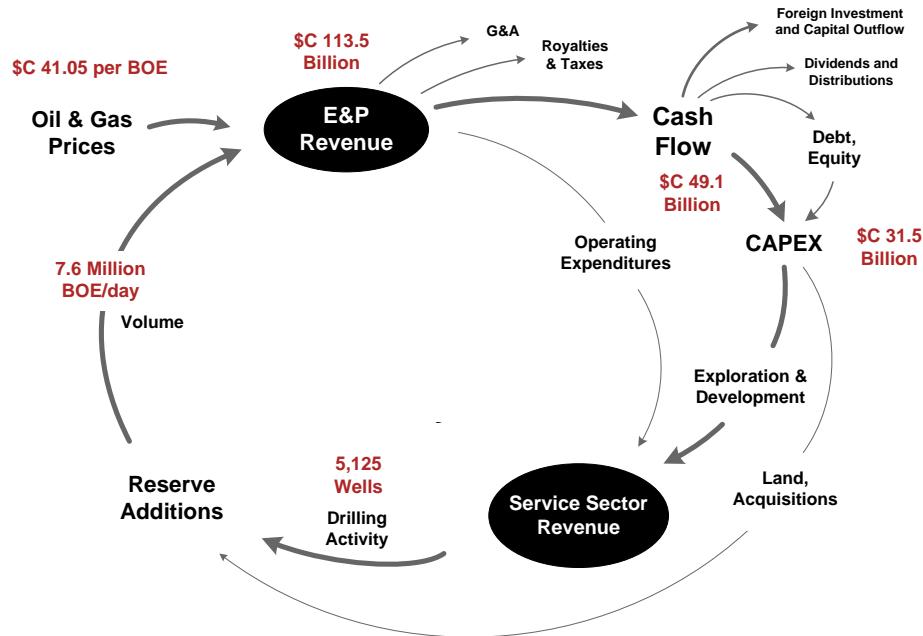 Foreign Investment
and Capital Outflow
G&A
$C 113.5
Billion
Royalties
& Taxes
$C 41.05 per BOE
Dividends and
Distributions
Oil & Gas
Prices
E&P
Revenue
Cash
Flow
Debt,
Equity
$C 49.1
Billion
CAPEX
$C 31.5
Billion
Operating
Expenditures
7.6 Million
BOE/day
Volume
Exploration &
Development
5,125
Wells
Drilling
Activity
Reserve
Additions
Service Sector
Revenue
Land,
Acquisitions